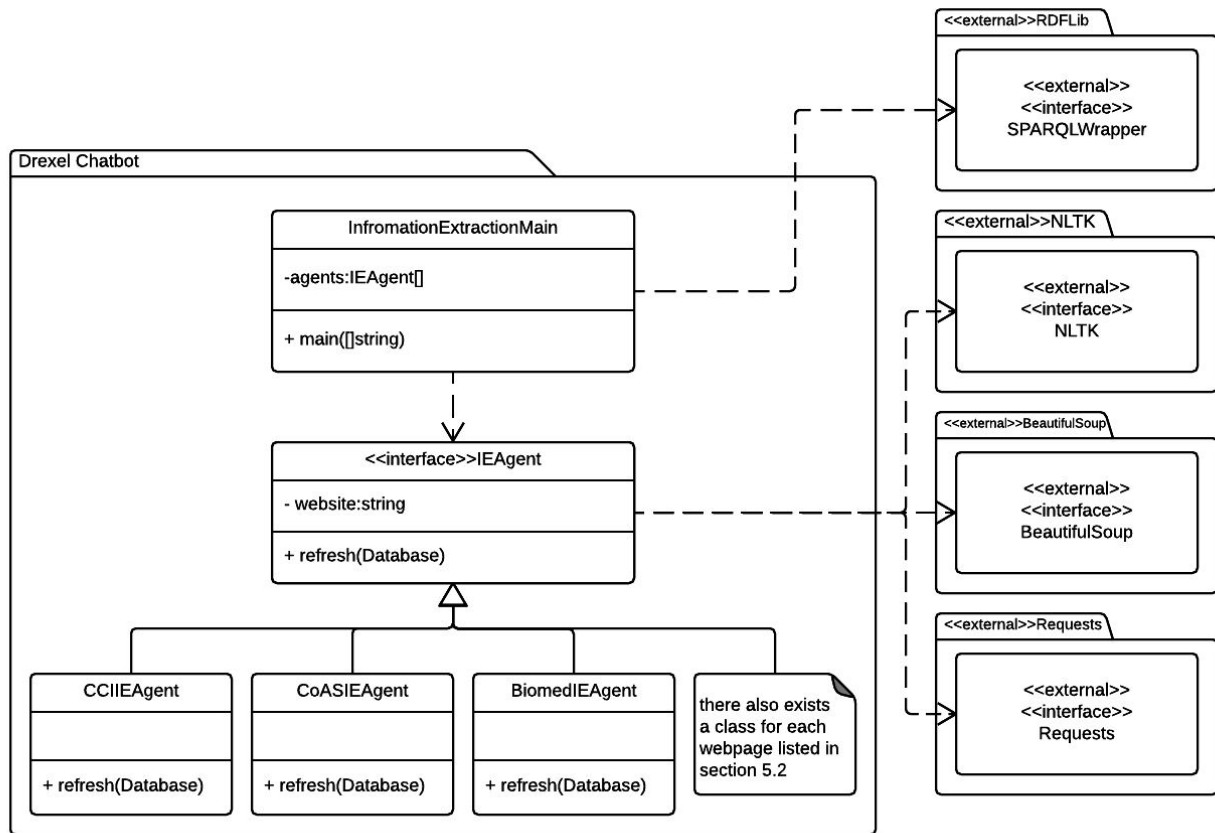 Drexel Chatbot
InfromationExtractionMain
-agents:IEAgent[]
+ main([]string)
<<interface>>IEAgent
- website:string
+ refresh(Database)
CCIIEAgent
+ refresh(Database)
CoASIEAgent
+ refresh(Database)
BiomedIEAgent
+ refresh(Database)
there also exists
a class for each
webpage listed in
section 5.2
<<external>>RDFLib
<<external>>
<<interface>>
SPARQLWrapper
<<external>>NLTK
<<external>>
<<interface>>
NLTK
<<external>>BeautifulSoup
<<external>>
<<interface>>
BeautifulSoup
<<external>>Requests
<<external>>
<<interface>>
Requests